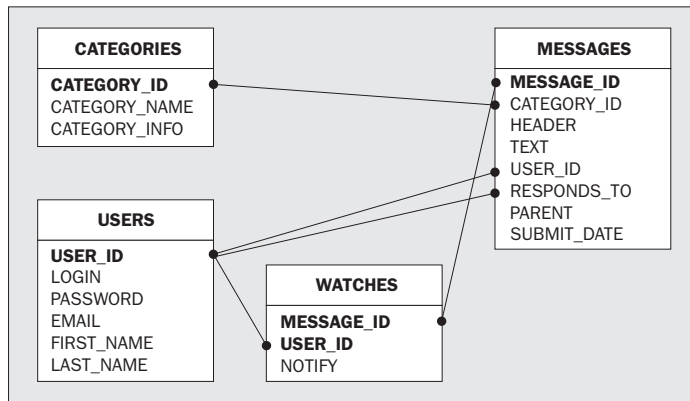 CATEGORIES
CATEGORY_ID
CATEGORY_NAME
CATEGORY_INFO
MESSAGES
MESSAGE_ID
CATEGORY_ID
HEADER
TEXT
USER_ID
RESPONDS_TO
PARENT
SUBMIT_DATE
USERS
USER_ID
LOGIN
PASSWORD
EMAIL
FIRST_NAME
LAST_NAME
WATCHES
MESSAGE_ID
USER_ID
NOTIFY